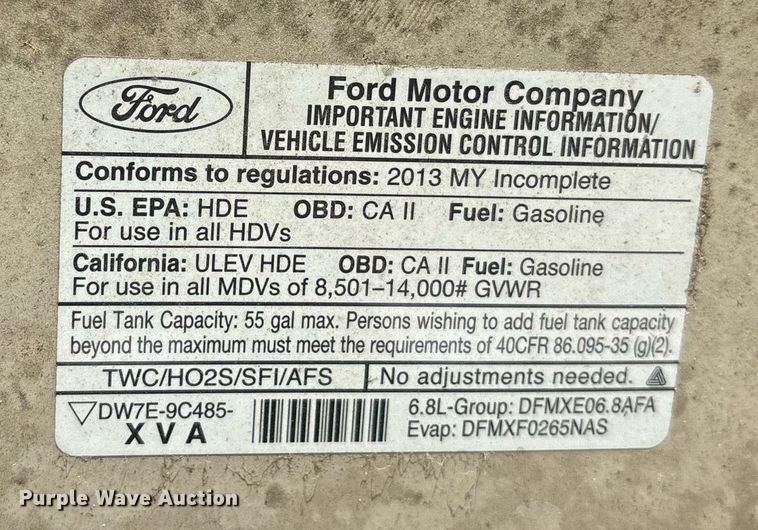 Ford
Ford Motor Company
IMPORTANT ENGINE INFORMATION/
VEHICLE EMISSION CONTROL INFORMATION
Conforms to regulations: 2013 MY Incomplete
U.S. EPA: HDE OBD: CA II Fuel: Gasoline
For use in all HDVs
California: ULEV HDE OBD: CA II Fuel: Gasoline
For use in all MDVs of 8,501–14,000# GVWR
Fuel Tank Capacity: 55 gal max. Persons wishing to add fuel tank capacity
beyond the maximum must meet the requirements of 40CFR 86.095-35 (g)(2).
TWC/HO2S/SFI/AFS No adjustments needed.
DW7E-9C485-
XVA
6.8L-Group: DFMXE06.8AFA
Evap: DFMXF0265NAS
Purple Wave Auction